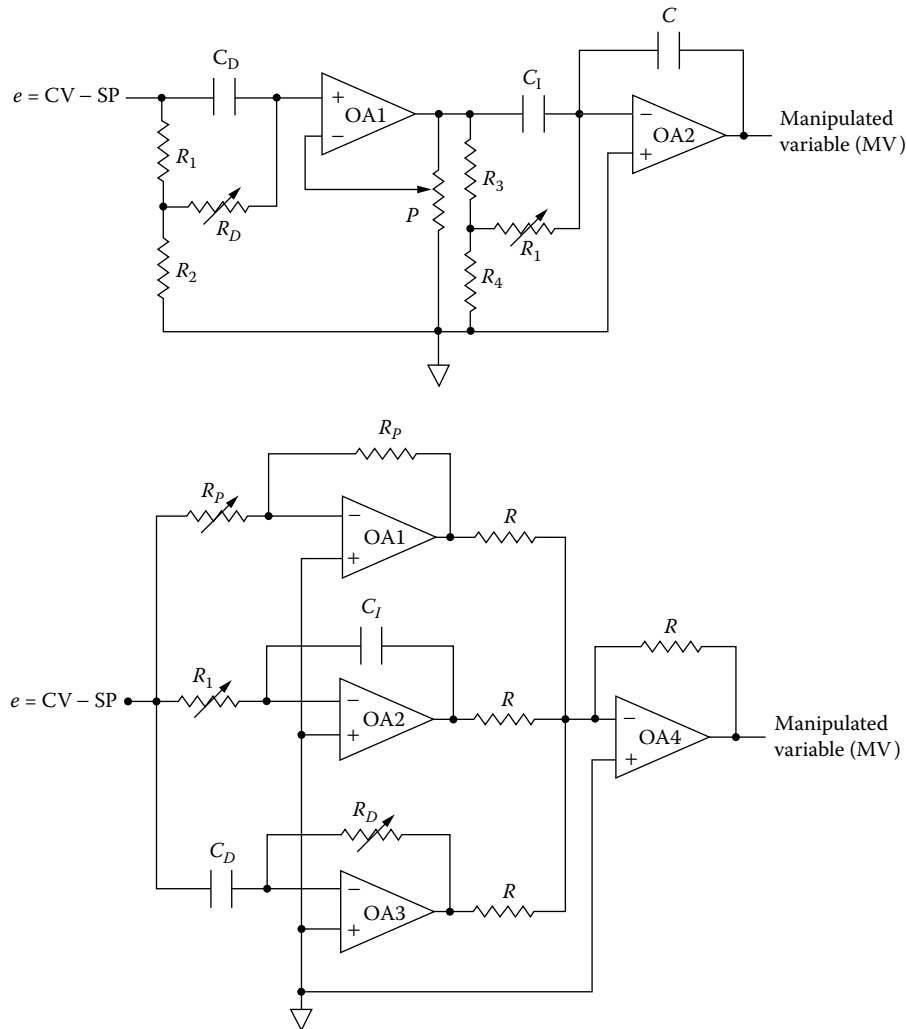 C
C_D
C_I
e = CV – SP
+
OA1
–
–
OA2
+
Manipulated
variable (MV)
R_1
R_3
P
R_D
R_1
R_2
R_4
R_P
R_P
–
OA1
+
R
C_I
R
e = CV – SP
R_1
–
OA2
+
R
–
OA4
+
Manipulated
variable (MV)
R_D
C_D
–
OA3
+
R